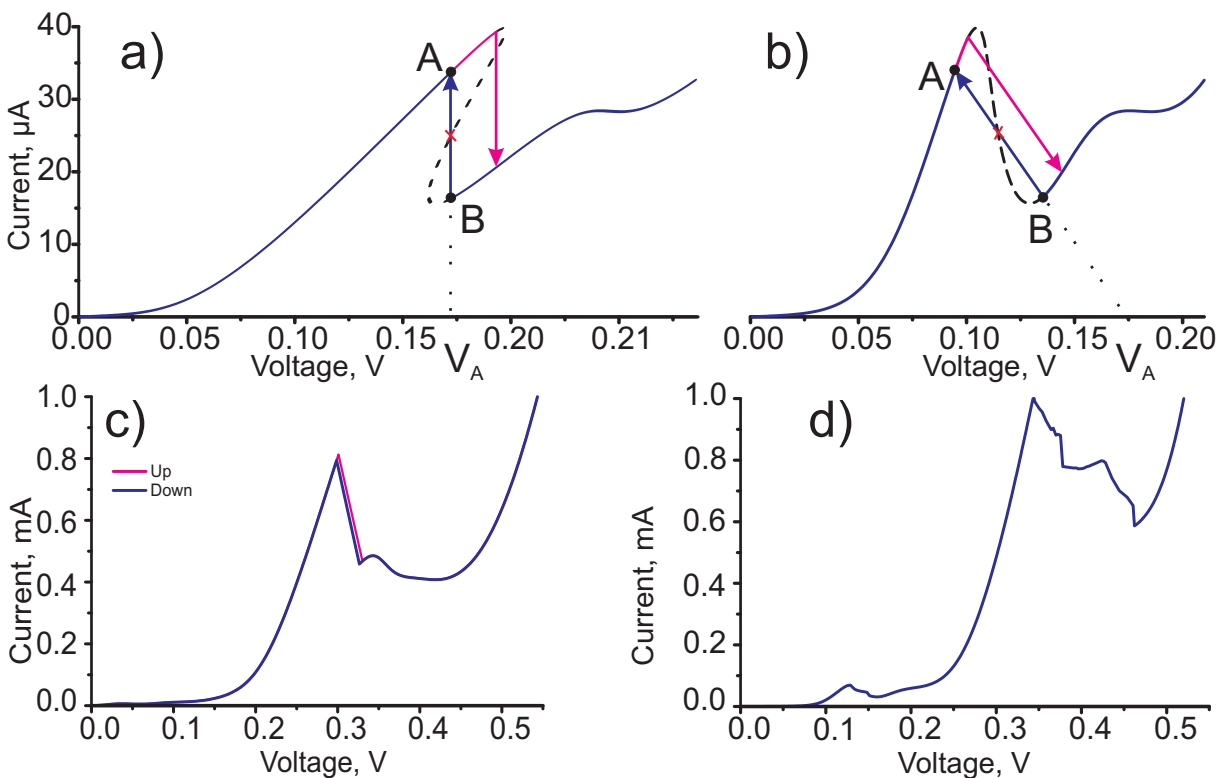 a)
40
30
20
10
0
Current, µA
A
B
0.00 0.05 0.10 0.15 0.20 0.21
Voltage, V
V_A
b)
A
B
0.00 0.05 0.10 0.15 0.20
Voltage, V
V_A
c)
1.0
0.8
0.6
0.4
0.2
0.0
Current, mA
Up
Down
0.0 0.1 0.2 0.3 0.4 0.5
Voltage, V
d)
1.0
0.8
0.6
0.4
0.2
0.0
Current, mA
0.0 0.1 0.2 0.3 0.4 0.5
Voltage, V